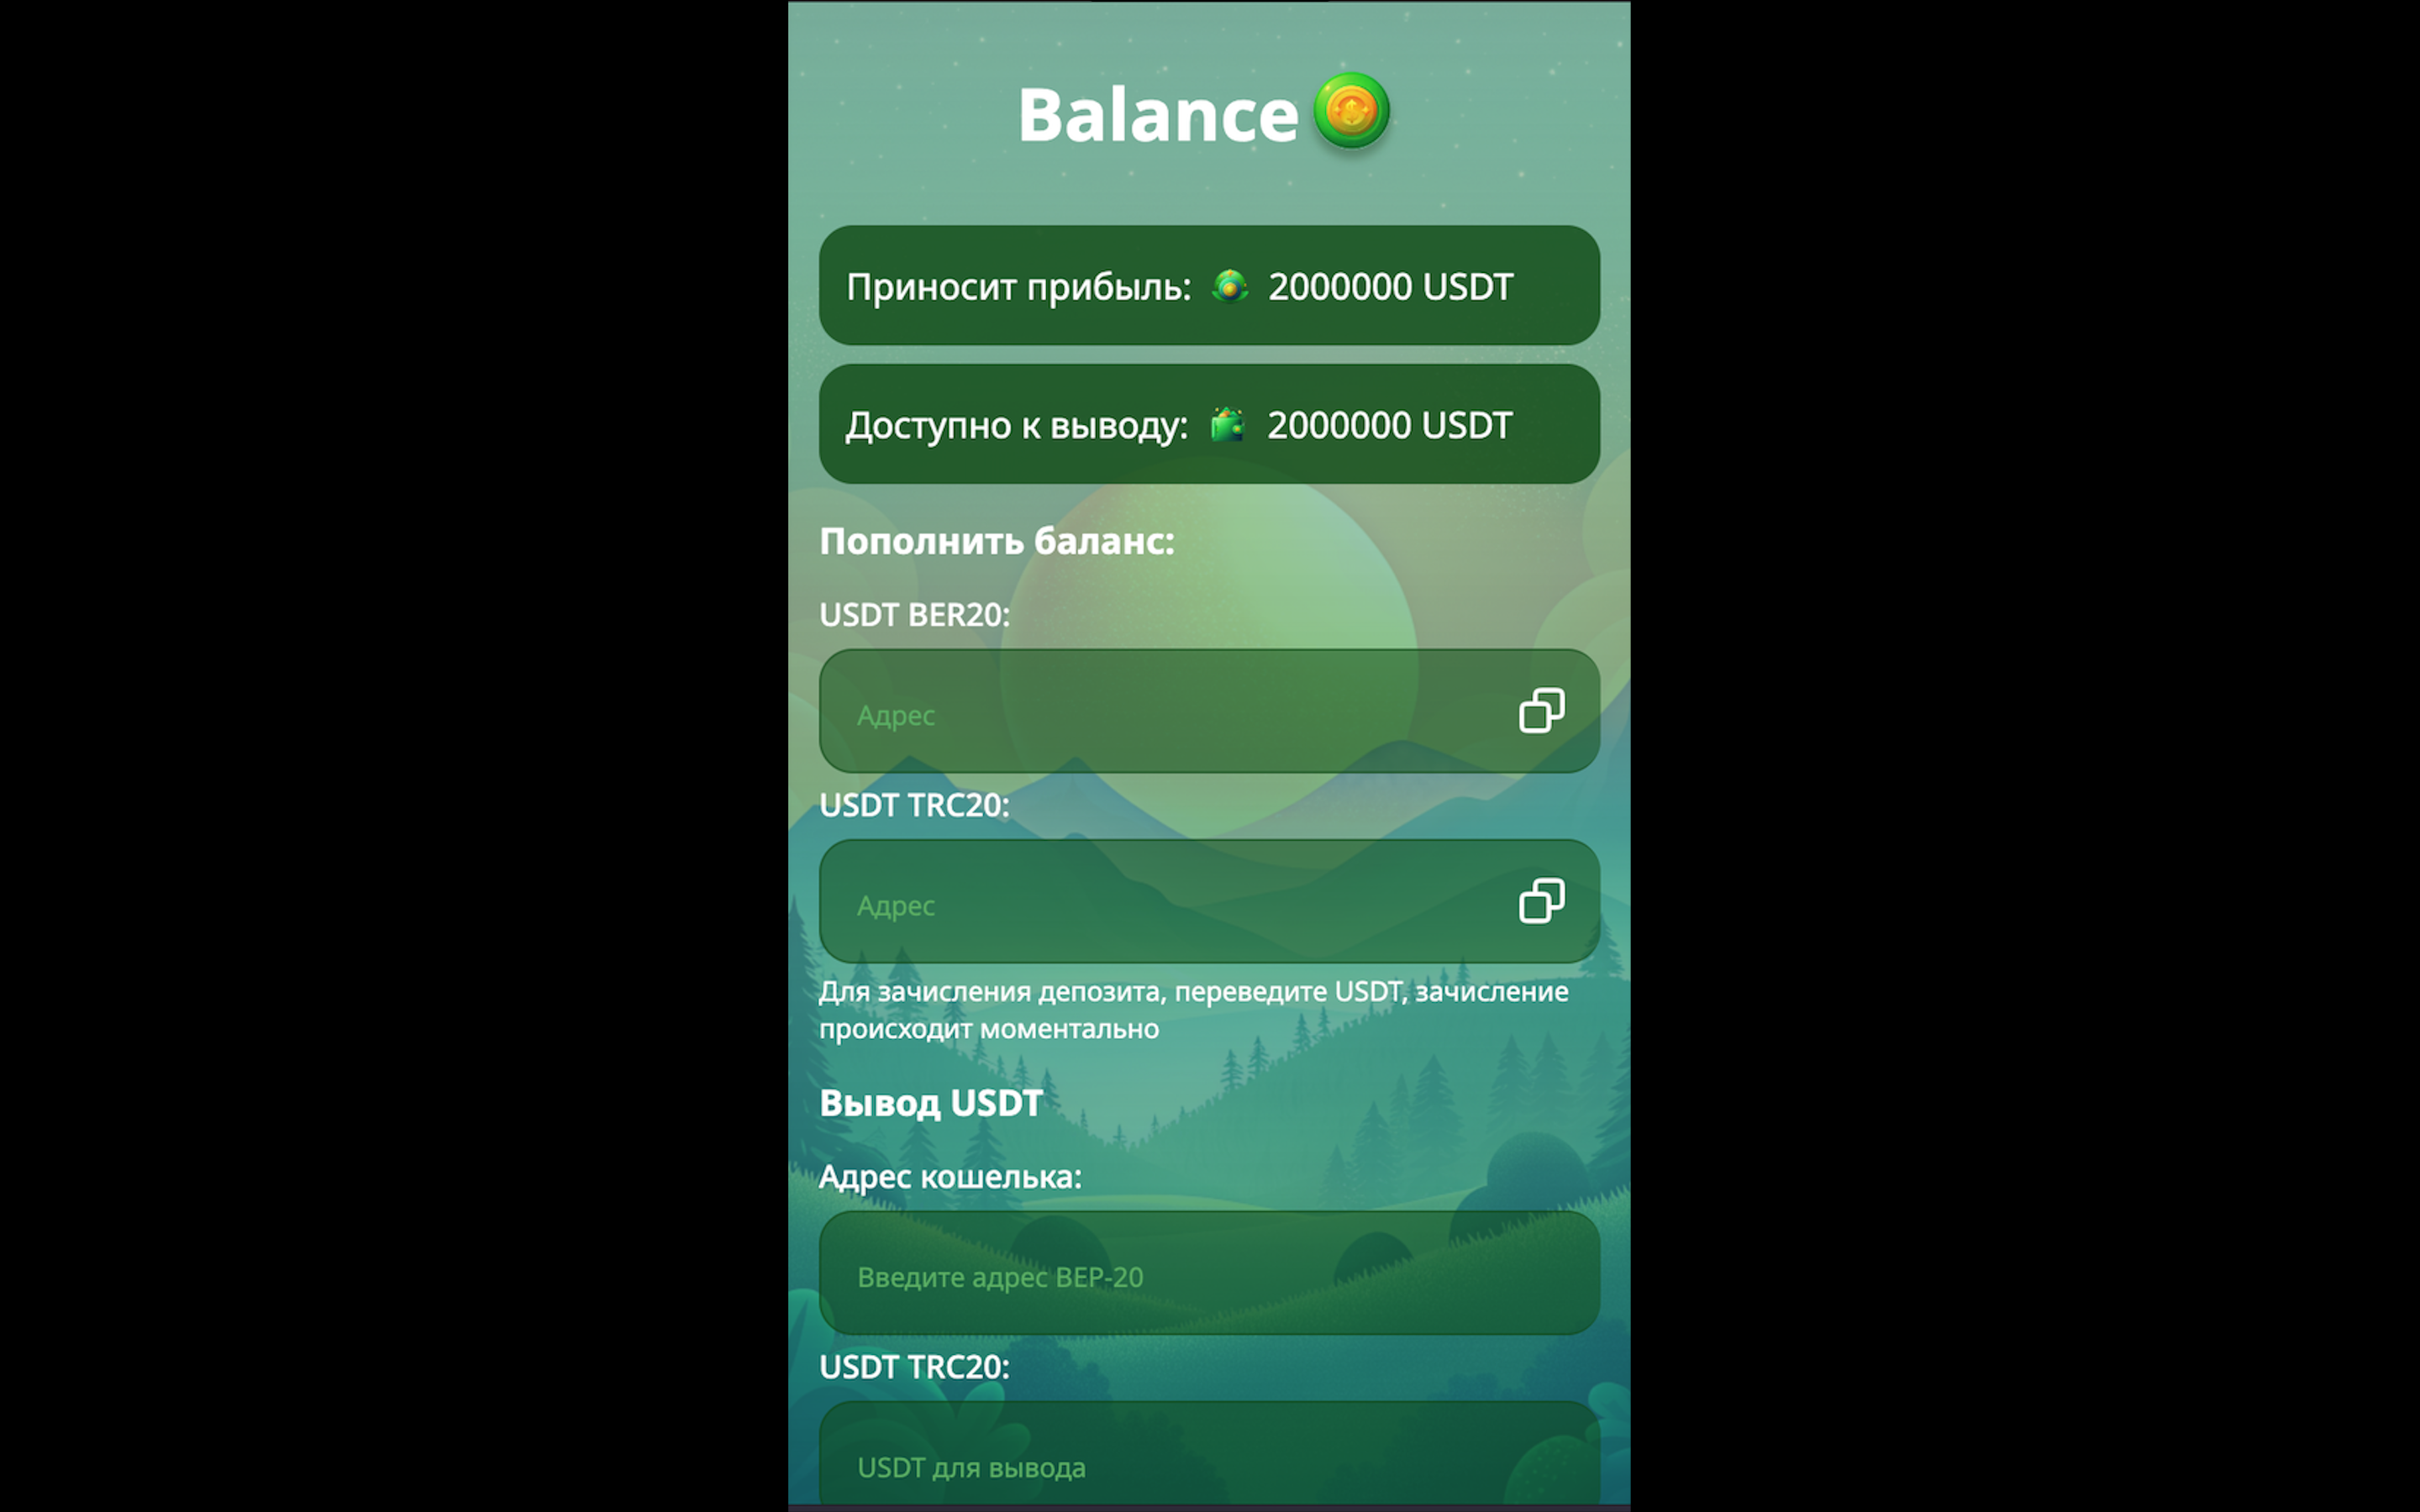 Balance
Приносит прибыль: 2000000 USDT
Доступно к выводу: 2000000 USDT
Пополнить баланс:
USDT BER20:
Адрес
USDT TRC20:
Адрес
Для зачисления депозита, переведите USDT, зачисление
происходит моментально
Вывод USDT
Адрес кошелька:
Введите адрес BEP-20
USDT TRC20:
USDT для вывода